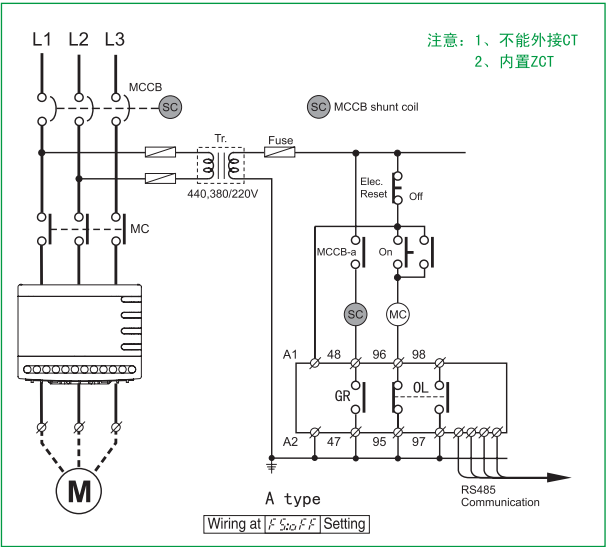 L1 L2 L3
注意：1、不能外接CT
2、内置ZCT
MCCB
SC
SC MCCB shunt coil
Tr.
Fuse
440,380/220V
Elec.
Reset
Off
MC
MCCB-a
On
SC
MC
A1 48 96 98
GR
OL
A2 47 95 97
M
RS485
Communication
A type
Wiring at FS:oFF Setting